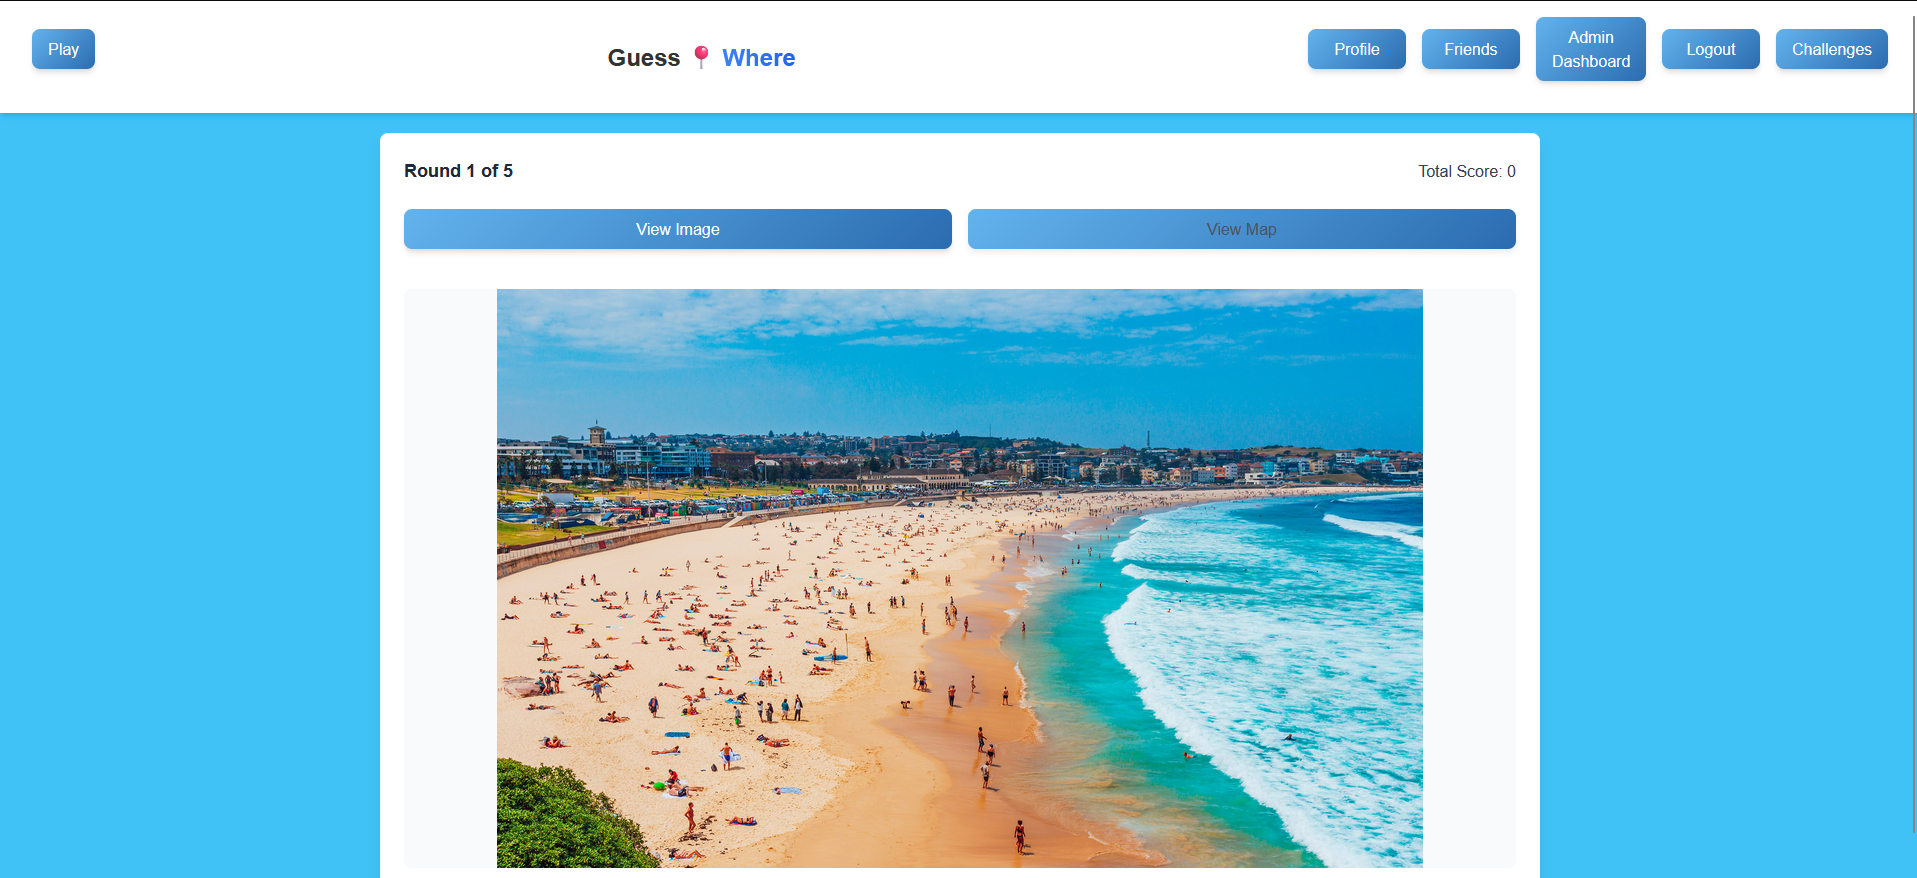 Play
Guess 📍 Where
Profile
Friends
Admin
Dashboard
Logout
Challenges
Round 1 of 5
Total Score: 0
View Image
View Map